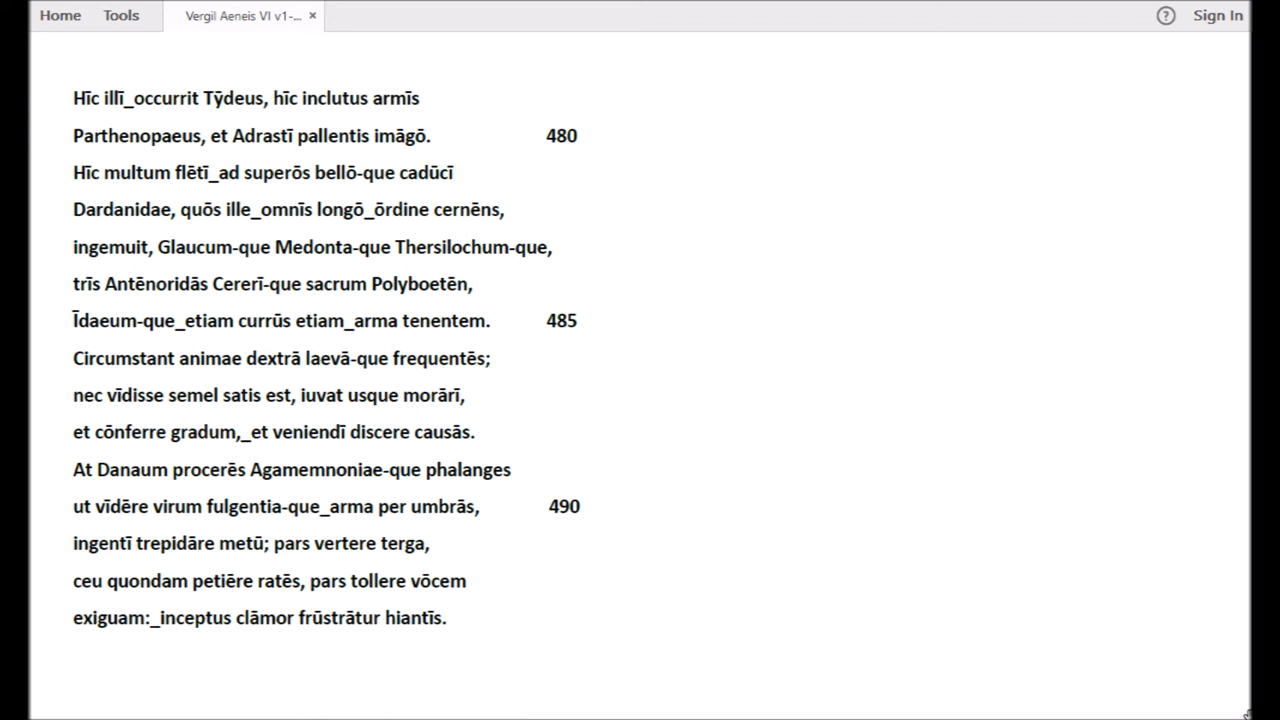 Home Tools Vergil Aeneis VI v1-... × ? Sign In
Hīc illī_occurrit Tȳdeus, hīc inclutus armīs
Parthenopaeus, et Adrastī pallentis imāgō. 480
Hīc multum flētī_ad superōs bellō-que cadūcī
Dardanidae, quōs ille_omnīs longō_ōrdine cernēns,
ingemuit, Glaucum-que Medonta-que Thersilochum-que,
trīs Antēnoridās Cererī-que sacrum Polyboetēn,
Īdaeum-que_etiam currūs etiam_arma tenentem. 485
Circumstant animae dextrā laevā-que frequentēs;
nec vīdisse semel satis est, iuvat usque morārī,
et cōnferre gradum,_et veniendī discere causās.
At Danaum procerēs Agamemnoniae-que phalanges
ut vīdēre virum fulgentia-que_arma per umbrās, 490
ingentī trepidāre metū; pars vertere terga,
ceu quondam petiēre ratēs, pars tollere vōcem
exiguam:_inceptus clāmor frūstrātur hiantīs.